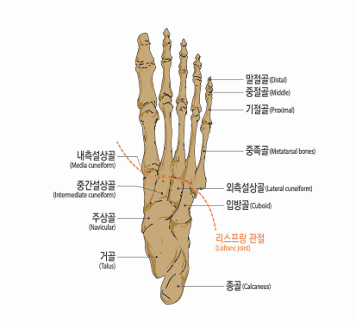 말절골(Distal)
중절골(Middle)
기절골(Proximal)
중족골(Metatarsal bones)
내측설상골
(Media cuneiform)
중간설상골
(Intermediate cuneiform)
외측설상골(Lateral cuneiform)
입방골(Cuboid)
주상골
(Navicular)
리스프랑 관절
(Lisfranc joint)
거골
(Talus)
종골(Calcaneous)